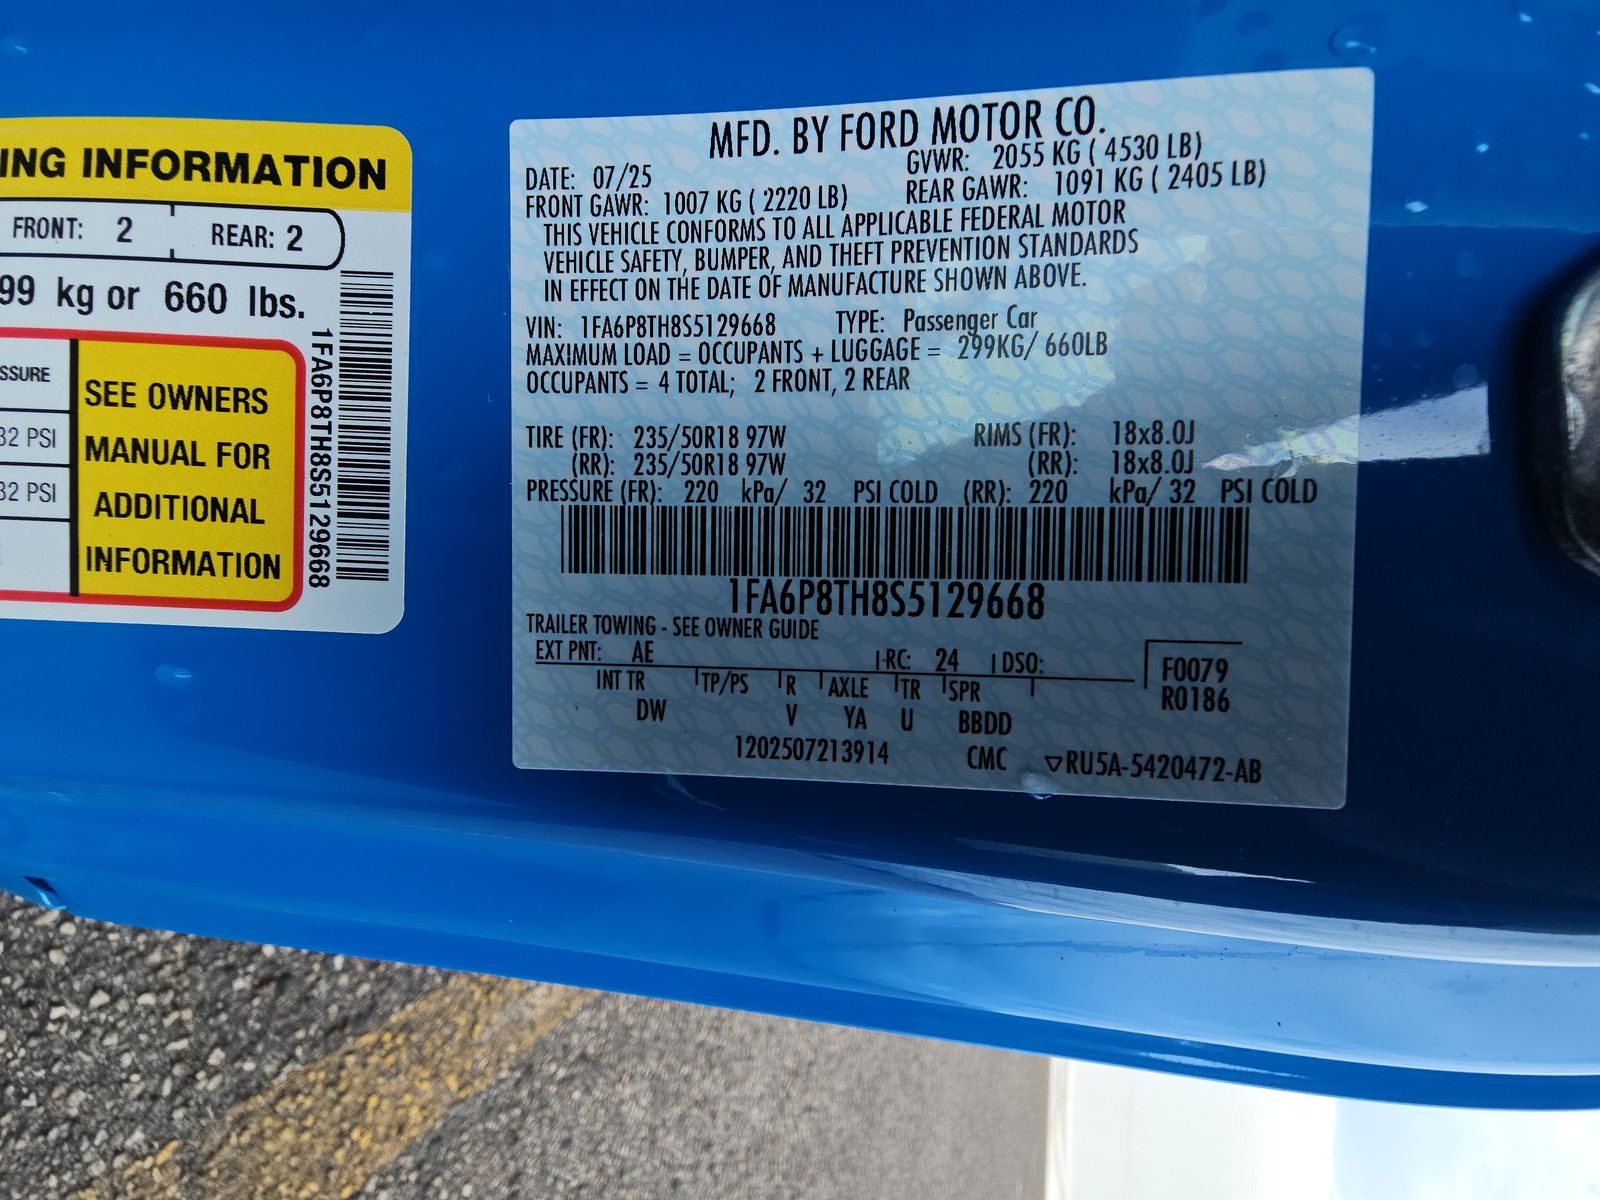 ING INFORMATION
FRONT: 2 REAR: 2
99 kg or 660 lbs.
SSURE
32 PSI
32 PSI
SEE OWNERS
MANUAL FOR
ADDITIONAL
INFORMATION
1FA6P8TH8S5129668
MFD. BY FORD MOTOR CO.
DATE: 07/25 GVWR: 2055 KG ( 4530 LB)
FRONT GAWR: 1007 KG ( 2220 LB) REAR GAWR: 1091 KG ( 2405 LB)
THIS VEHICLE CONFORMS TO ALL APPLICABLE FEDERAL MOTOR
VEHICLE SAFETY, BUMPER, AND THEFT PREVENTION STANDARDS
IN EFFECT ON THE DATE OF MANUFACTURE SHOWN ABOVE.
VIN: 1FA6P8TH8S5129668 TYPE: Passenger Car
MAXIMUM LOAD = OCCUPANTS + LUGGAGE = 299KG/ 660LB
OCCUPANTS = 4 TOTAL; 2 FRONT, 2 REAR
TIRE (FR): 235/50R18 97W RIMS (FR): 18x8.0J
(RR): 235/50R18 97W (RR): 18x8.0J
PRESSURE (FR): 220 kPa/ 32 PSI COLD (RR): 220 kPa/ 32 PSI COLD
1FA6P8TH8S5129668
TRAILER TOWING - SEE OWNER GUIDE
EXT PNT: AE RC: 24 DSO:
INT TR TP/PS R AXLE TR SPR
DW V YA U BBDD
F0079
R0186
1202507213914 CMC ▽RU5A-5420472-AB